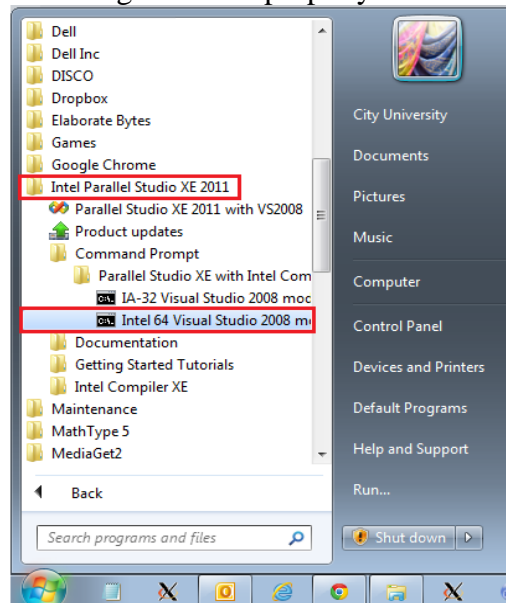 Dell
Dell Inc
DISCO
Dropbox
Elaborate Bytes
Games
Google Chrome
Intel Parallel Studio XE 2011
Parallel Studio XE 2011 with VS2008
Product updates
Command Prompt
Parallel Studio XE with Intel Com
IA-32 Visual Studio 2008 moc
Intel 64 Visual Studio 2008 m
Documentation
Getting Started Tutorials
Intel Compiler XE
Maintenance
MathType 5
MediaGet2
Back
Search programs and files
City University
Documents
Pictures
Music
Computer
Control Panel
Devices and Printers
Default Programs
Help and Support
Run...
Shut down